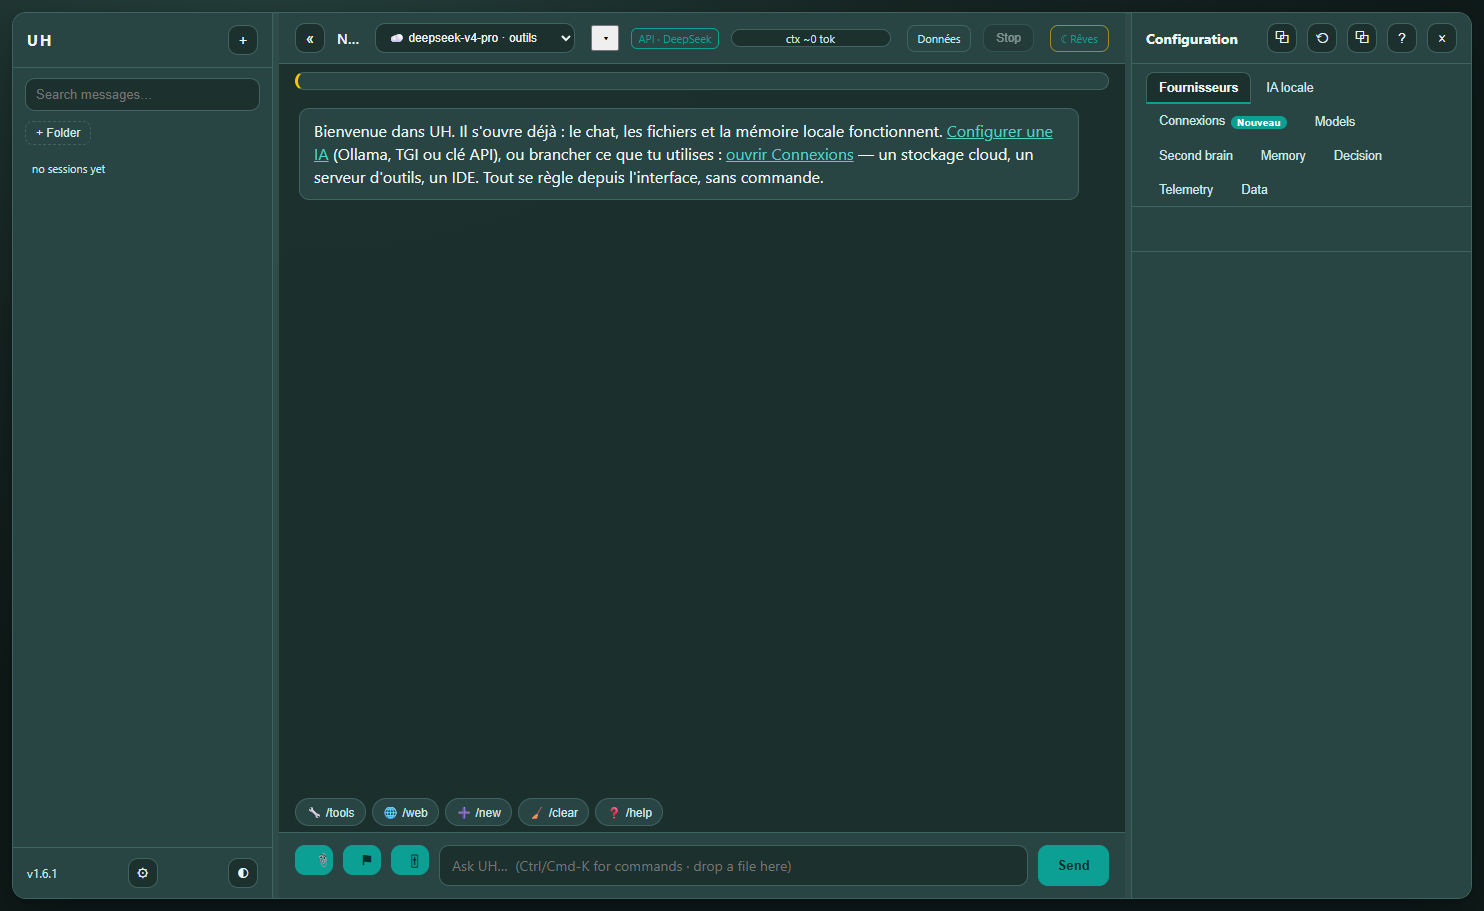 UH
+
Search messages...
+ Folder
no sessions yet
v1.6.1
«
N...
deepseek-v4-pro · outils
API · DeepSeek
ctx ~0 tok
Données
Stop
☾ Rêves
Bienvenue dans UH. Il s'ouvre déjà : le chat, les fichiers et la mémoire locale fonctionnent. Configurer une
IA (Ollama, TGI ou clé API), ou brancher ce que tu utilises : ouvrir Connexions — un stockage cloud, un
serveur d'outils, un IDE. Tout se règle depuis l'interface, sans commande.
/tools
/web
/new
/clear
/help
Ask UH... (Ctrl/Cmd-K for commands · drop a file here)
Send
Configuration
?
x
Fournisseurs
IA locale
Connexions Nouveau
Models
Second brain
Memory
Decision
Telemetry
Data